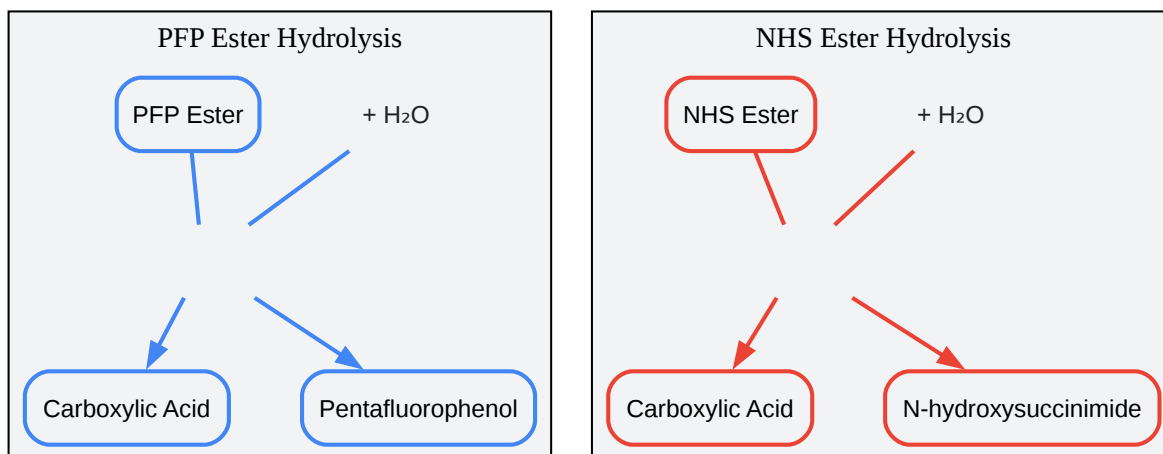 PFP Ester Hydrolysis
PFP Ester
+ H₂O
Carboxylic Acid
Pentafluorophenol
NHS Ester Hydrolysis
NHS Ester
+ H₂O
Carboxylic Acid
N-hydroxysuccinimide